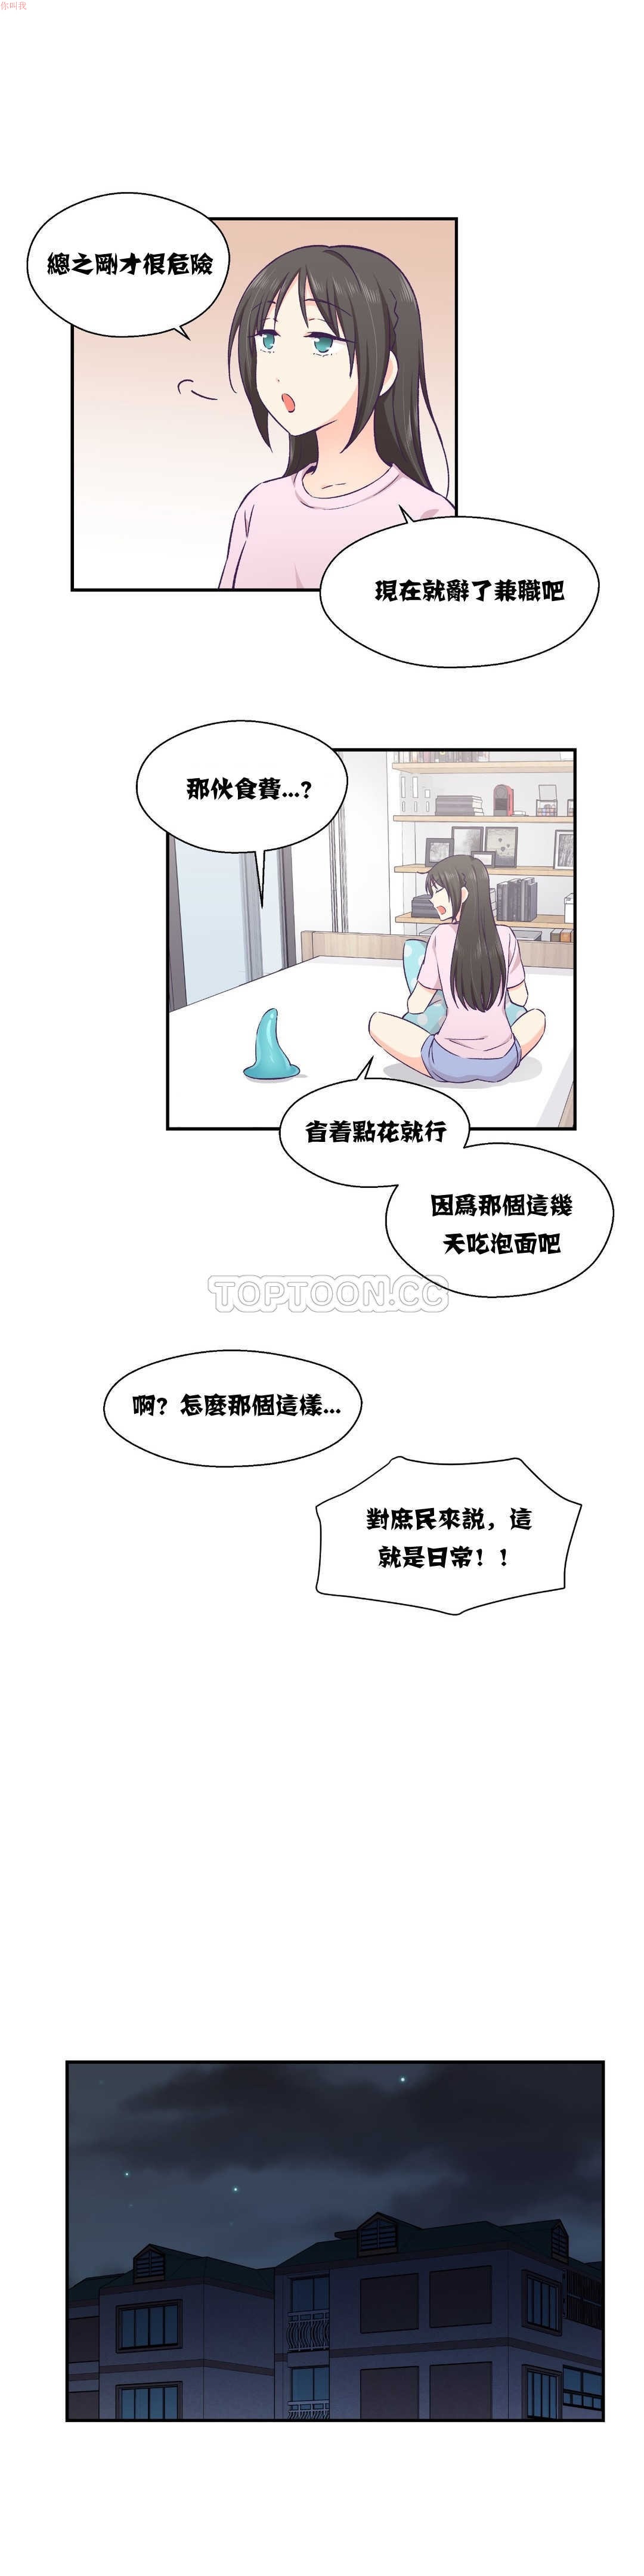 你叫我
總之剛才很危險
現在就辭了兼職吧
那伙食費...?
省着點花就行
因爲那個這幾
天吃泡面吧
TOPTOON.CC
啊? 怎麼那個這樣...
對庶民來説，這
就是日常！！